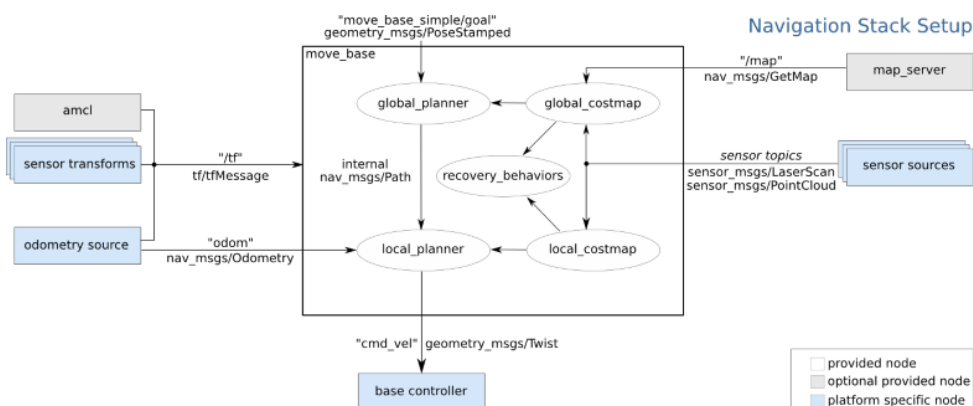 "move_base_simple/goal"
geometry_msgs/PoseStamped
Navigation Stack Setup
move_base
"/map"
nav_msgs/GetMap
map_server
amcl
global_planner
global_costmap
sensor transforms
"/tf"
tf/tfMessage
internal
nav_msgs/Path
recovery_behaviors
sensor topics
sensor_msgs/LaserScan
sensor_msgs/PointCloud
sensor sources
odometry source
"odom"
nav_msgs/Odometry
local_planner
local_costmap
"cmd_vel" geometry_msgs/Twist
base controller
provided node
optional provided node
platform specific node